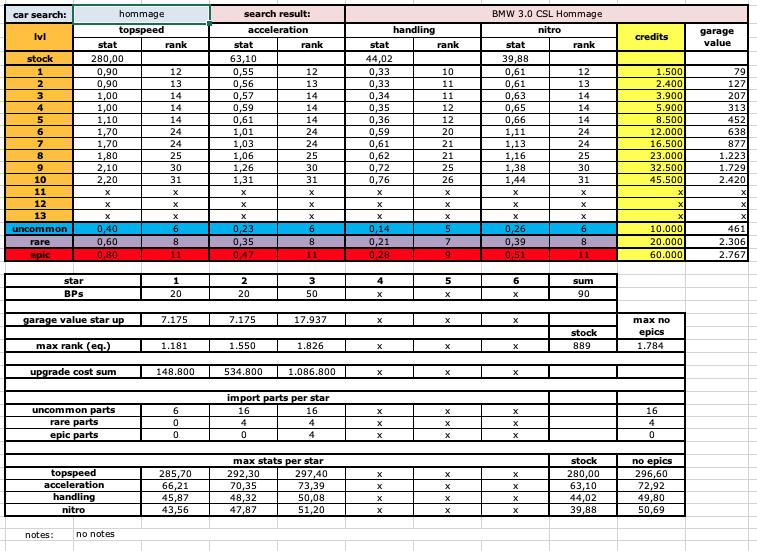 car search: hommage search result: BMW 3.0 CSL Hommage
lvl topspeed acceleration handling nitro credits garage value
stat rank stat rank stat rank stat rank
stock 280,00 63,10 44,02 39,88
1 0,90 12 0,55 12 0,33 10 0,61 12 1.500 79
2 0,90 13 0,56 13 0,33 11 0,61 13 2.400 127
3 1,00 14 0,57 14 0,34 11 0,63 14 3.900 207
4 1,00 14 0,59 14 0,35 12 0,65 14 5.900 313
5 1,10 14 0,61 14 0,36 12 0,66 14 8.500 452
6 1,70 24 1,01 24 0,59 20 1,11 24 12.000 638
7 1,70 24 1,03 24 0,61 21 1,13 24 16.500 877
8 1,80 25 1,06 25 0,62 21 1,16 25 23.000 1.223
9 2,10 30 1,26 30 0,72 25 1,38 30 32.500 1.729
10 2,20 31 1,31 31 0,76 26 1,44 31 45.500 2.420
11 x x x x x x x x x x
12 x x x x x x x x x x
13 x x x x x x x x x x
uncommon 0,40 6 0,23 6 0,14 5 0,26 6 10.000 461
rare 0,60 8 0,35 8 0,21 7 0,39 8 20.000 2.306
epic 0,80 11 0,47 11 0,28 9 0,51 11 60.000 2.767
star 1 2 3 4 5 6 sum
BPs 20 20 50 x x x 90
garage value star up 7.175 7.175 17.937 x x x max no epics
stock
max rank (eq.) 1.181 1.550 1.826 x x x 889 1.784
upgrade cost sum 148.800 534.800 1.086.800 x x x
import parts per star
uncommon parts 6 16 16 x x x 16
rare parts 0 4 4 x x x 4
epic parts 0 0 4 x x x 0
max stats per star stock no epics
topspeed 285,70 292,30 297,40 x x x 280,00 296,60
acceleration 66,21 70,35 73,39 x x x 63,10 72,92
handling 45,87 48,32 50,08 x x x 44,02 49,80
nitro 43,56 47,87 51,20 x x x 39,88 50,69
notes: no notes